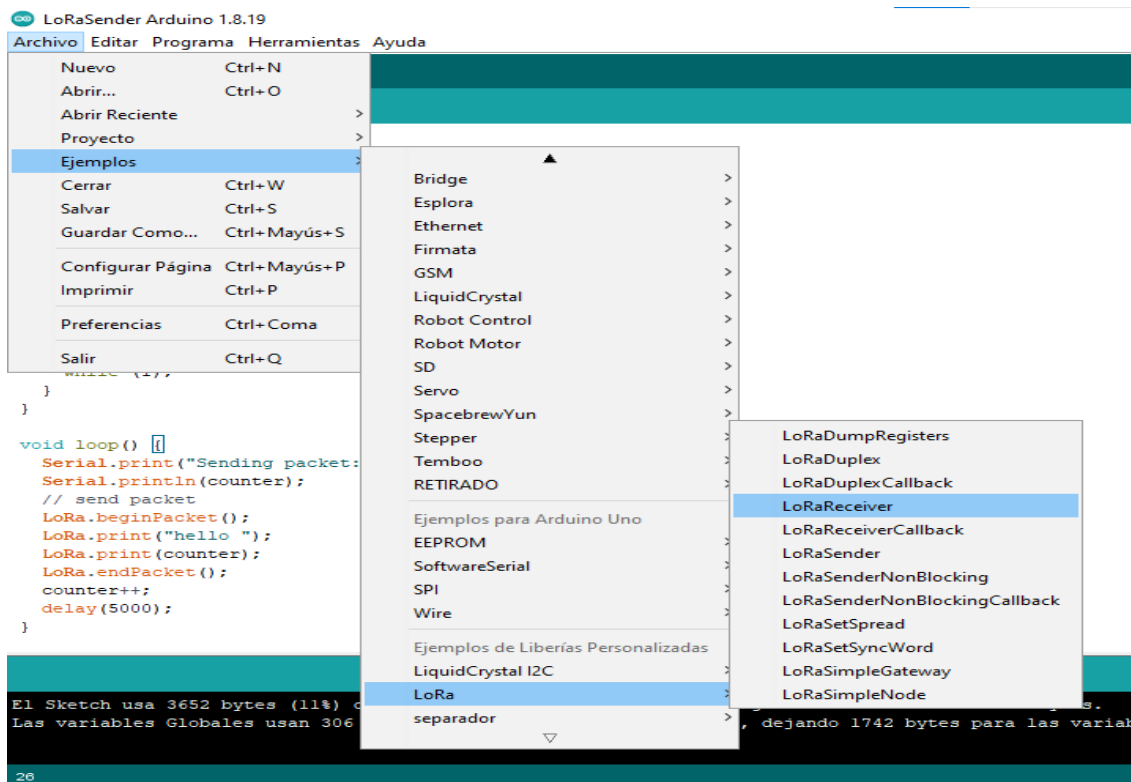 LoRaSender Arduino 1.8.19
Archivo Editar Programa Herramientas Ayuda
Nuevo Ctrl+N
Abrir... Ctrl+O
Abrir Reciente >
Proyecto >
Ejemplos >
Cerrar Ctrl+W
Salvar Ctrl+S
Guardar Como... Ctrl+Mayús+S
Configurar Página Ctrl+Mayús+P
Imprimir Ctrl+P
Preferencias Ctrl+Coma
Salir Ctrl+Q
Bridge >
Esplora >
Ethernet >
Firmata >
GSM >
LiquidCrystal >
Robot Control >
Robot Motor >
SD >
Servo >
SpacebrewYun >
Stepper >
Temboo >
RETIRADO >
Ejemplos para Arduino Uno
EEPROM >
SoftwareSerial >
SPI >
Wire >
Ejemplos de Liberías Personalizadas
LiquidCrystal I2C >
LoRa >
separador >
LoRaDumpRegisters
LoRaDuplex
LoRaDuplexCallback
LoRaReceiver
LoRaReceiverCallback
LoRaSender
LoRaSenderNonBlocking
LoRaSenderNonBlockingCallback
LoRaSetSpread
LoRaSetSyncWord
LoRaSimpleGateway
LoRaSimpleNode
}
}
void loop() {
Serial.print("Sending packet:
Serial.println(counter);
// send packet
LoRa.beginPacket();
LoRa.print("hello ");
LoRa.print(counter);
LoRa.endPacket();
counter++;
delay(5000);
}
El Sketch usa 3652 bytes (11%)
Las variables Globales usan 306 , dejando 1742 bytes para las
26